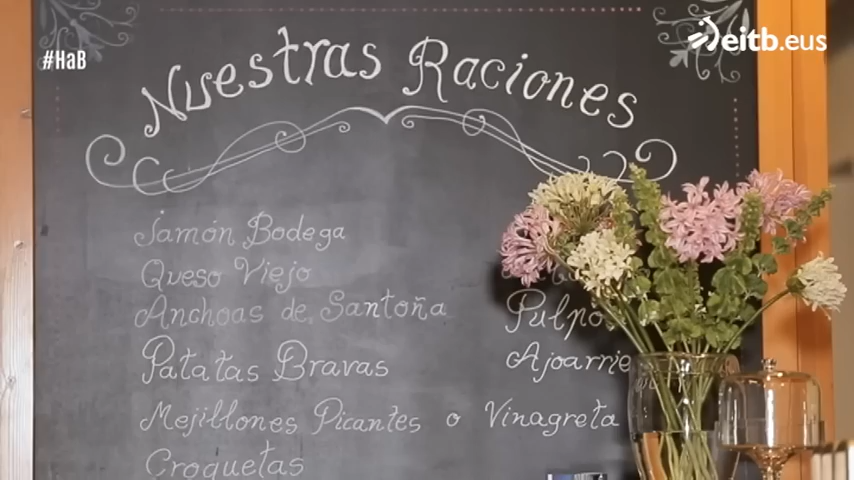 #HaB
eitb.eus
Nuestras Raciones
Jamón Bodega
Queso Viejo
Anchoas de Santoña
Patatas Bravas
Mejillones Picantes o Vinagreta
Croquetas
Pulpo
Ajoarrie